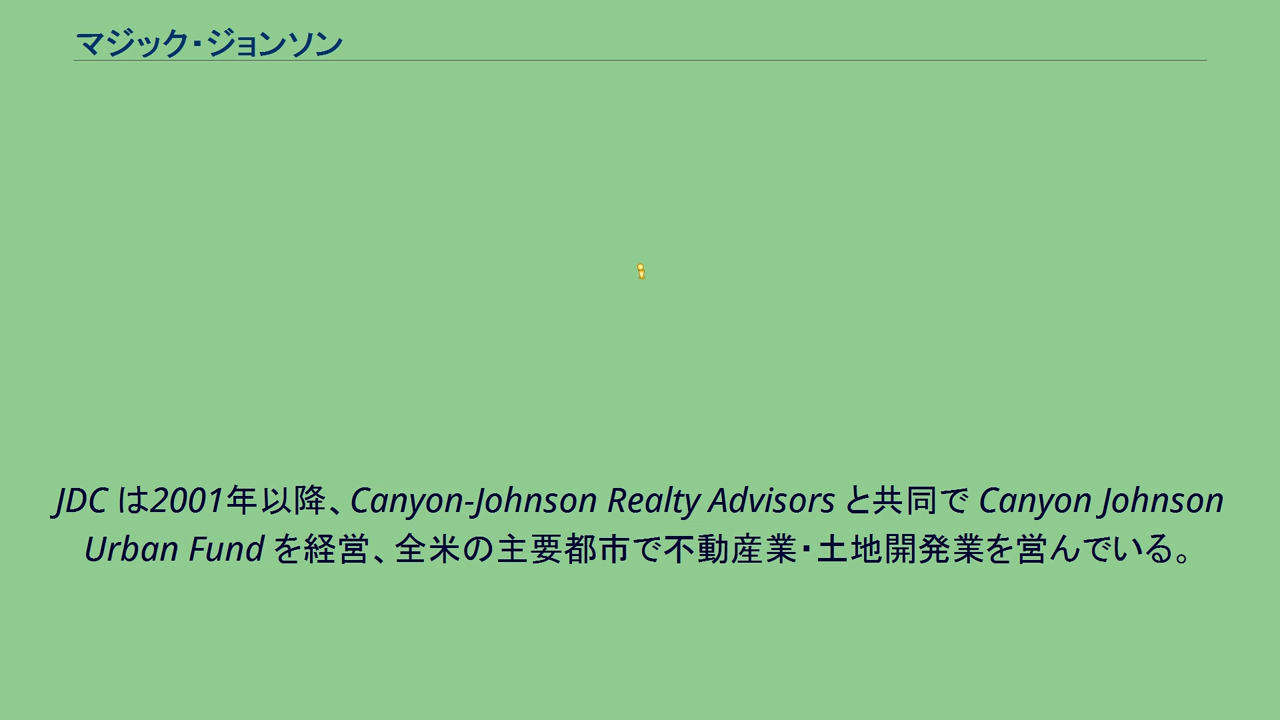 マジック・ジョンソン
JDC は2001年以降、Canyon-Johnson Realty Advisors と共同で Canyon Johnson
Urban Fund を経営、全米の主要都市で不動産業・土地開発業を営んでいる。